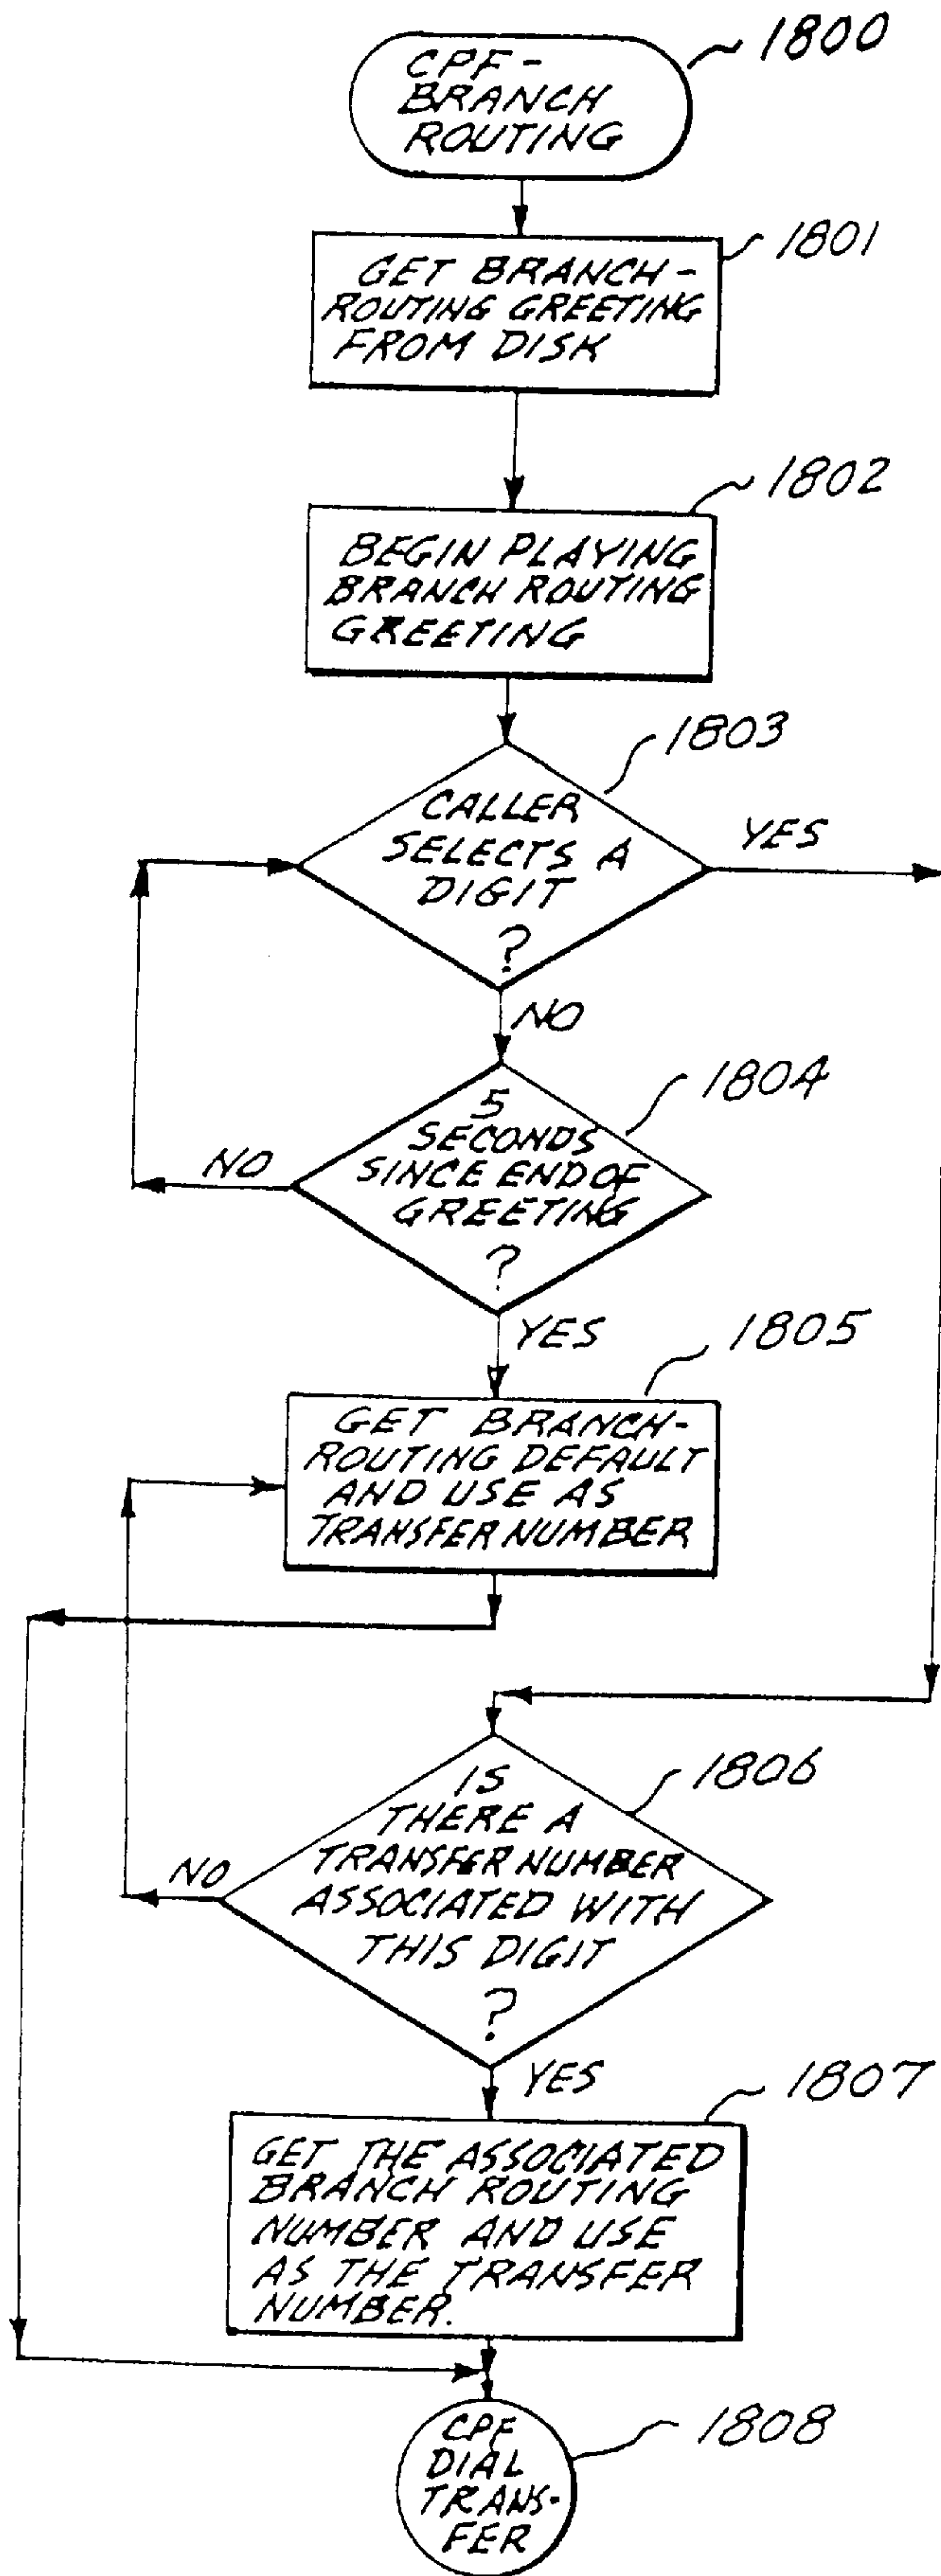 1800
CPF -
BRANCH
ROUTING
1801
GET BRANCH -
ROUTING GREETING
FROM DISK
1802
BEGIN PLAYING
BRANCH ROUTING
GREETING
1803
CALLER
SELECTS A
DIGIT
?
YES
NO
1804
5
SECONDS
SINCE END OF
GREETING
?
NO
YES
1805
GET BRANCH-
ROUTING DEFAULT
AND USE AS
TRANSFER NUMBER
1806
IS
THERE A
TRANSFER NUMBER
ASSOCIATED WITH
THIS DIGIT
?
NO
YES
1807
GET THE ASSOCIATED
BRANCH ROUTING
NUMBER AND USE
AS THE TRANSFER
NUMBER.
1808
CPF
DIAL
TRANS-
FER